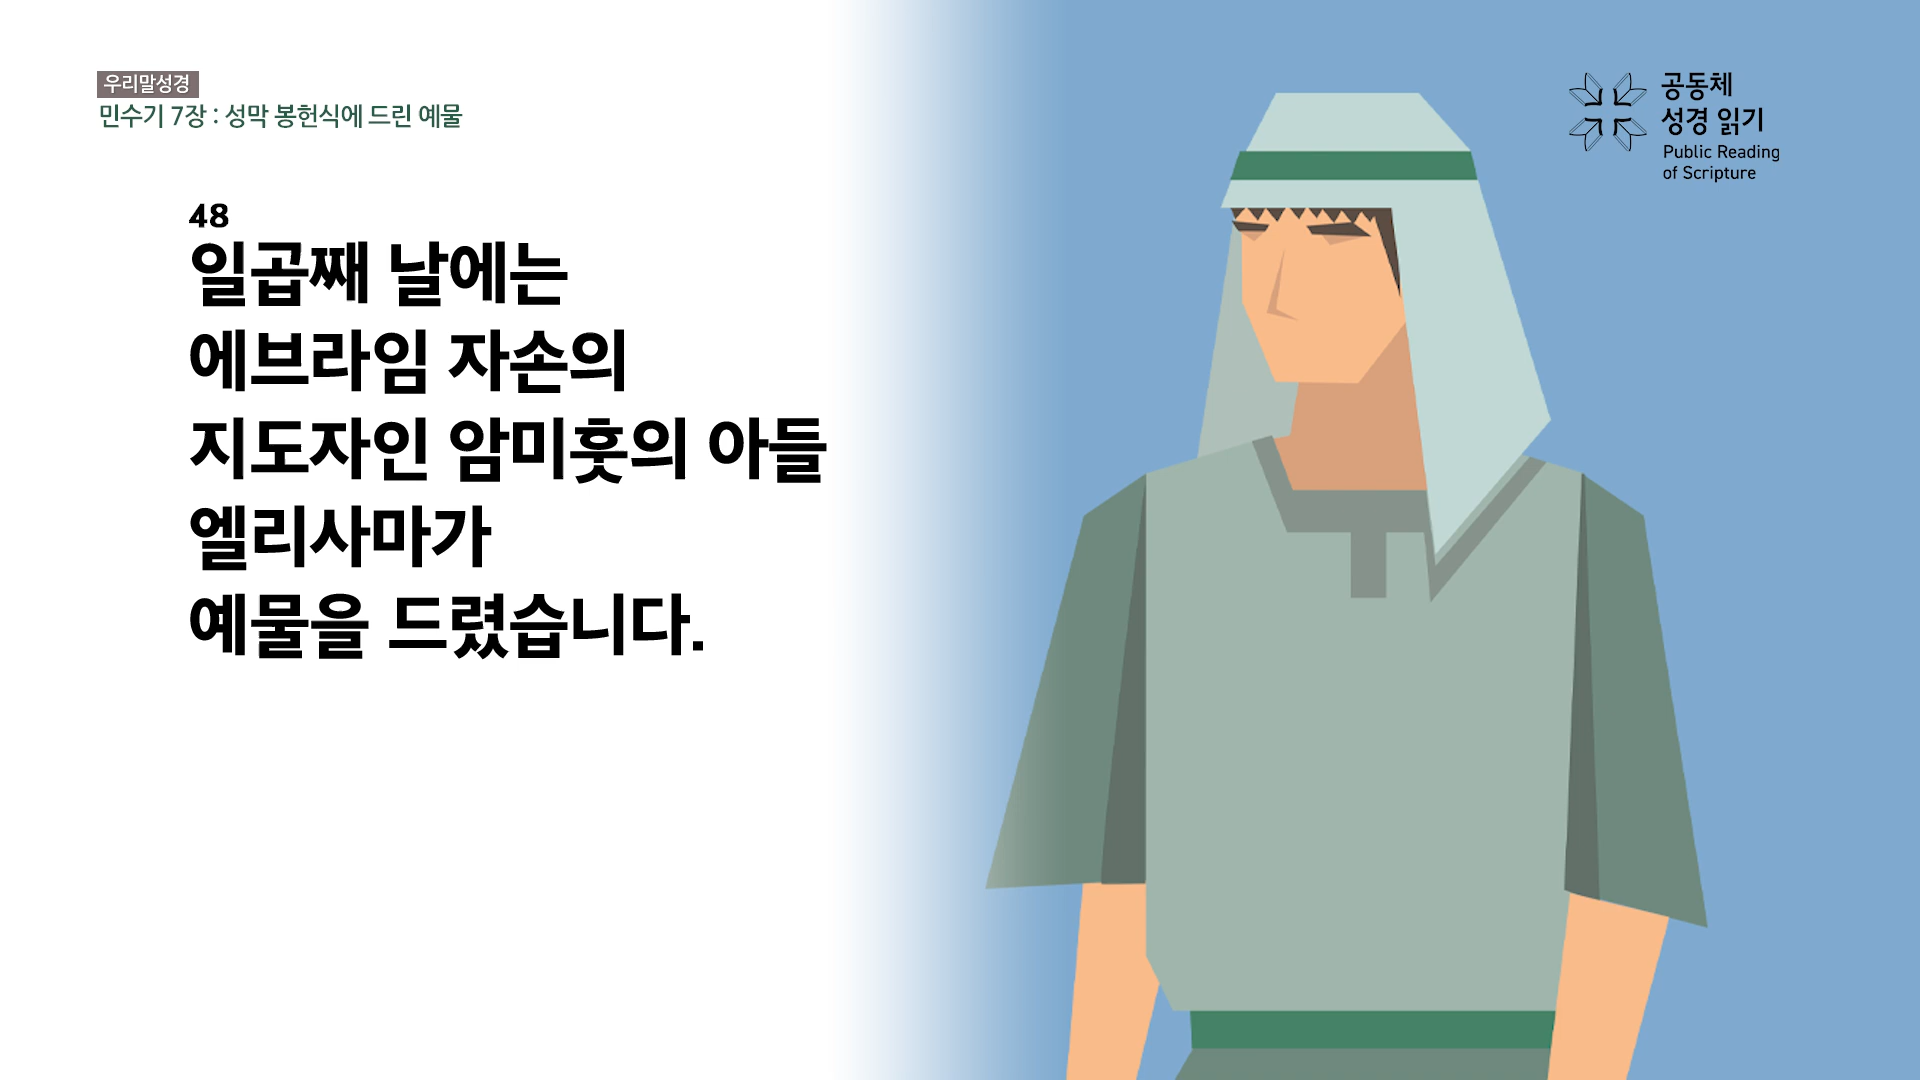 우리말성경
민수기 7장 : 성막 봉헌식에 드린 예물
공동체
성경 읽기
Public Reading
of Scripture
48
일곱째 날에는
에브라임 자손의
지도자인 암미훗의 아들
엘리사마가
예물을 드렸습니다.